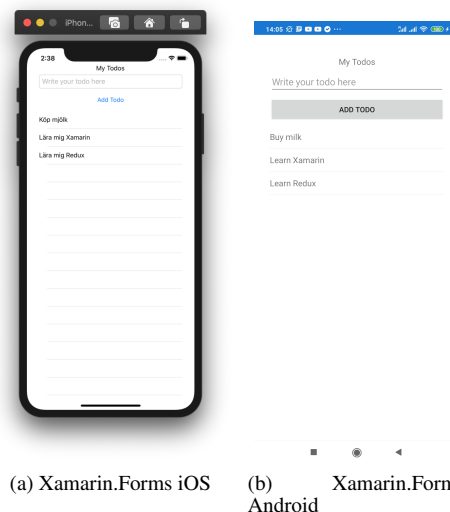 iPhon...
2:38
My Todos
Write your todo here
Add Todo
Köp mjölk
Lära mig Xamarin
Lära mig Redux
(a) Xamarin.Forms iOS
14:05
My Todos
Write your todo here
ADD TODO
Buy milk
Learn Xamarin
Learn Redux
(b) Xamarin.Form
Android